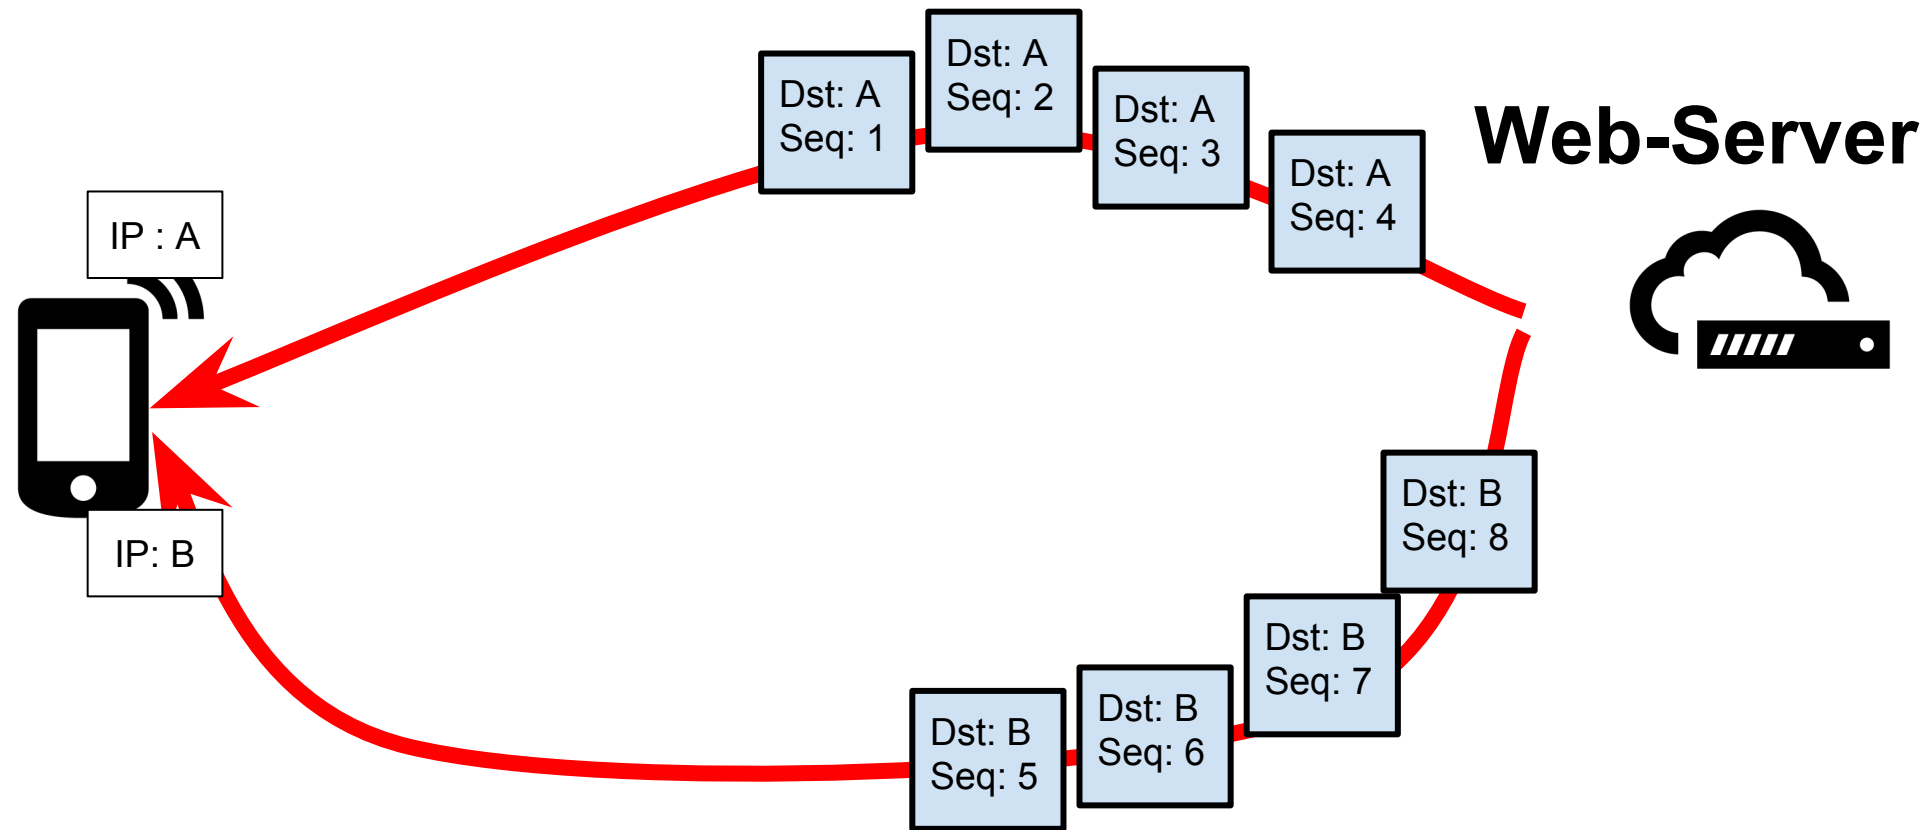 Dst: A
Seq: 1
Dst: A
Seq: 2
Dst: A
Seq: 3
Dst: A
Seq: 4
Web-Server
IP : A
IP: B
Dst: B
Seq: 8
Dst: B
Seq: 7
Dst: B
Seq: 6
Dst: B
Seq: 5